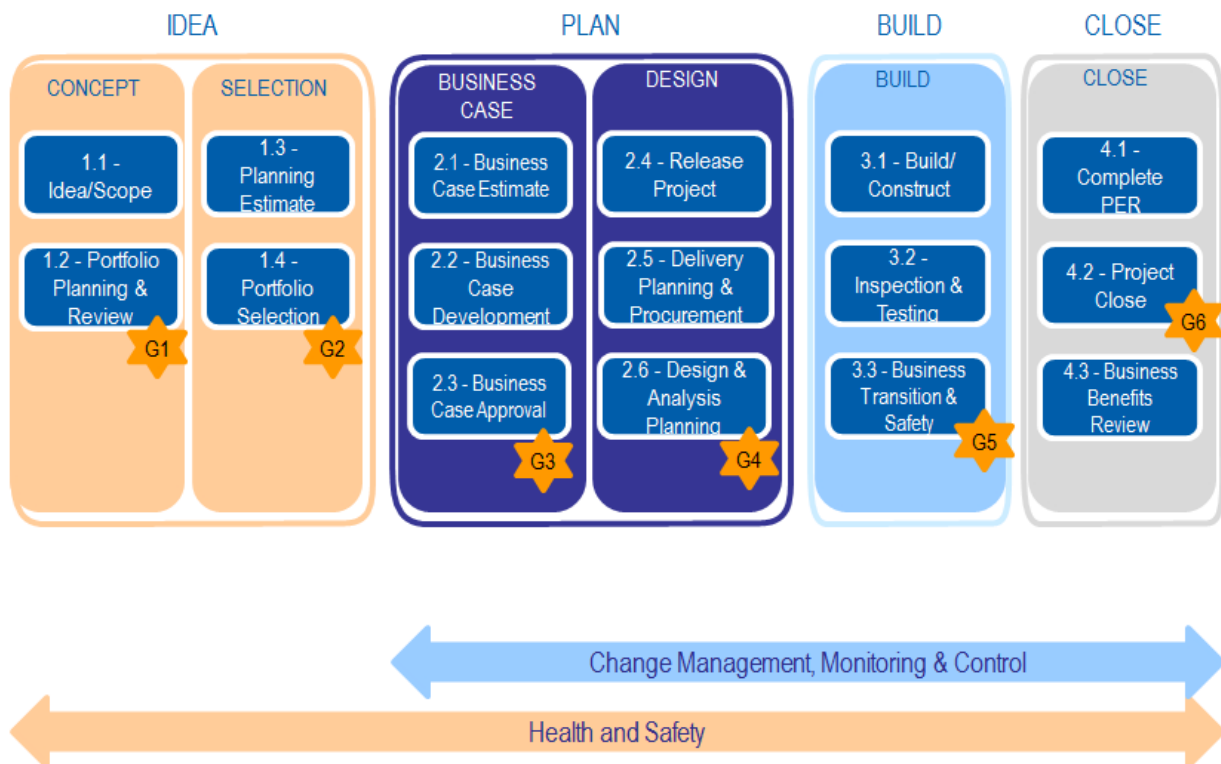 IDEA
PLAN
BUILD
CLOSE
CONCEPT
SELECTION
BUSINESS
CASE
DESIGN
BUILD
CLOSE
1.1 -
Idea/Scope
1.2 - Portfolio
Planning &
Review
G1
1.3 -
Planning
Estimate
1.4 -
Portfolio
Selection
G2
2.1 - Business
Case Estimate
2.2 - Business
Case
Development
2.3 - Business
Case Approval
G3
2.4 - Release
Project
2.5 - Delivery
Planning &
Procurement
2.6 - Design &
Analysis
Planning
G4
3.1 - Build/
Construct
3.2 -
Inspection &
Testing
3.3 - Business
Transition &
Safety
G5
4.1 -
Complete
PER
4.2 - Project
Close
G6
4.3 - Business
Benefits
Review
Change Management, Monitoring & Control
Health and Safety